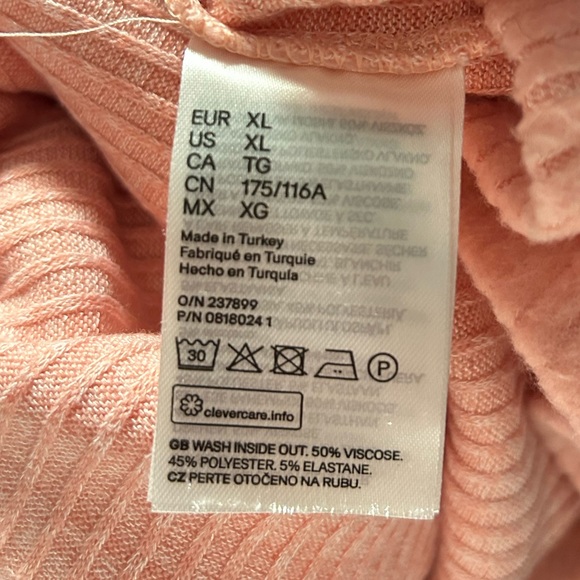 EUR XL
US XL
CA TG
CN 175/116A
MX XG
Made in Turkey
Fabriqué en Turquie
Hecho en Turquía
O/N 237899
P/N 0818024 1
30 P
clevercare.info
GB WASH INSIDE OUT. 50% VISCOSE.
45% POLYESTER. 5% ELASTANE.
CZ PERTE OTOČENO NA RUBU.